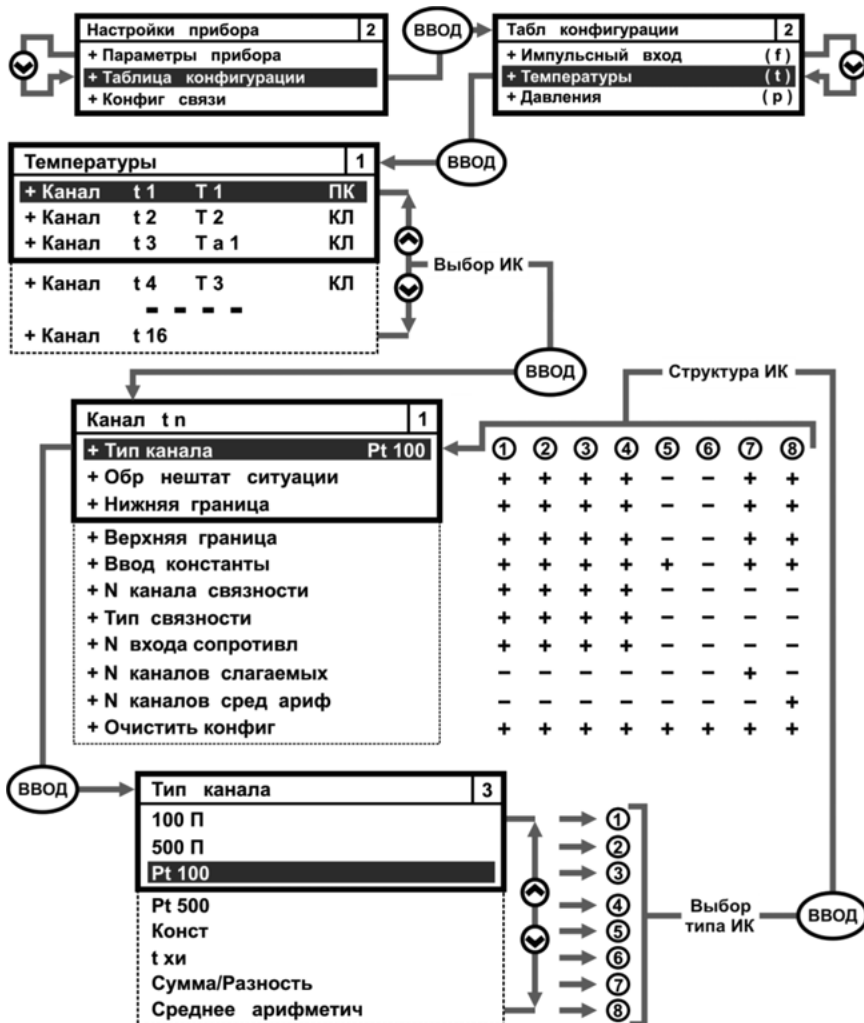 Настройки прибора 2
+ Параметры прибора
+ Таблица конфигурации
+ Конфиг связи
ВВОД
Табл конфигурации 2
+ Импульсный вход (f)
+ Температуры (t)
+ Давления (p)
ВВОД
Температуры 1
+ Канал t 1 Т 1 ПК
+ Канал t 2 Т 2 КЛ
+ Канал t 3 Т а 1 КЛ
+ Канал t 4 Т 3 КЛ
- - - -
+ Канал t 16
Выбор ИК
ВВОД
Структура ИК
Канал t n 1
+ Тип канала Pt 100 ① ② ③ ④ ⑤ ⑥ ⑦ ⑧
+ Обр нештат ситуации + + + + − − + +
+ Нижняя граница + + + + − − + +
+ Верхняя граница + + + + − − + +
+ Ввод константы + + + + + − + +
+ N канала связности + + + + − − − −
+ Тип связности + + + + − − − −
+ N входа сопротивл + + + + − − − −
+ N каналов слагаемых − − − − − − + −
+ N каналов сред ариф − − − − − − − +
+ Очистить конфиг + + + + + + + +
ВВОД
Тип канала 3
100 П ①
500 П ②
Pt 100 ③
Pt 500 ④
Конст ⑤
t хи ⑥
Сумма/Разность ⑦
Среднее арифметич ⑧
Выбор
типа ИК
ВВОД